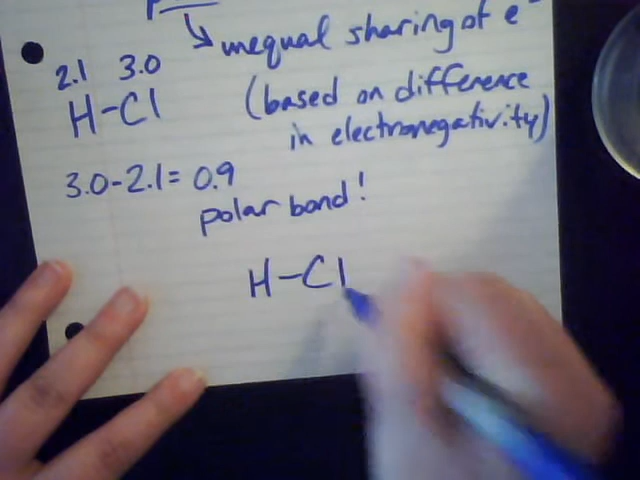 unequal sharing of e⁻
2.1 3.0
H-Cl
(based on difference
in electronegativity)
3.0-2.1= 0.9
polar bond!
H-Cl